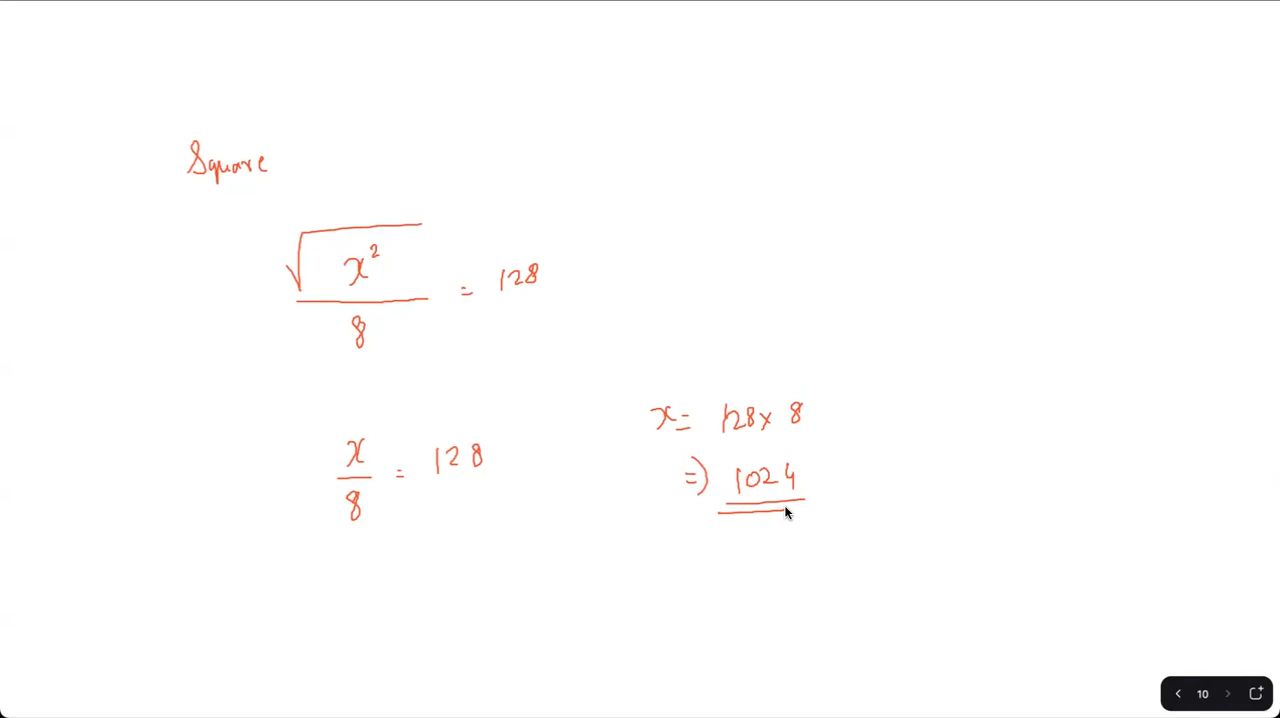 Square
√x² / 8 = 128
x / 8 = 128
x = 128 x 8
=) 1024
10